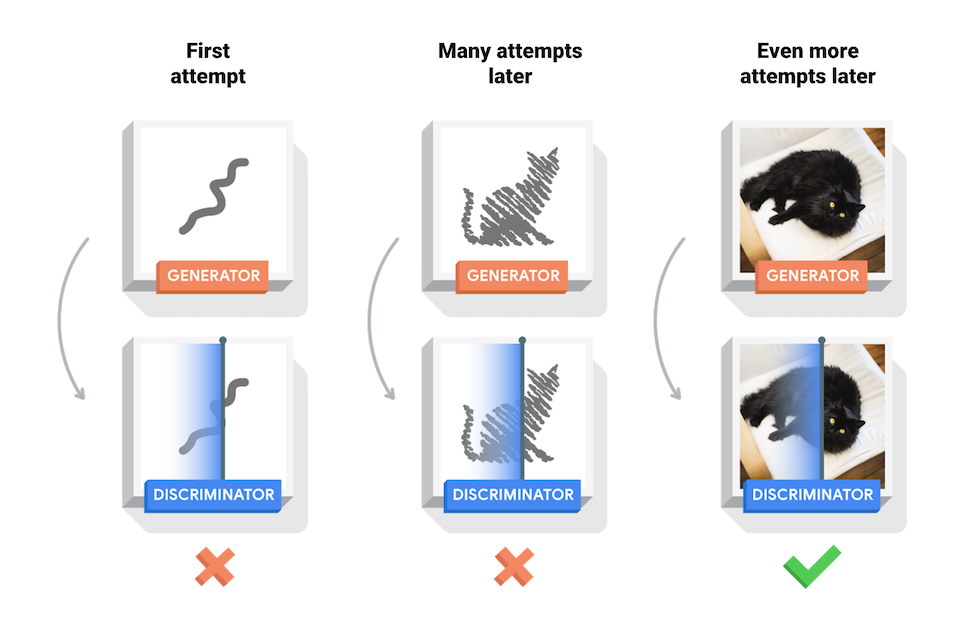 First
attempt
Many attempts
later
Even more
attempts later
GENERATOR
GENERATOR
GENERATOR
DISCRIMINATOR
DISCRIMINATOR
DISCRIMINATOR